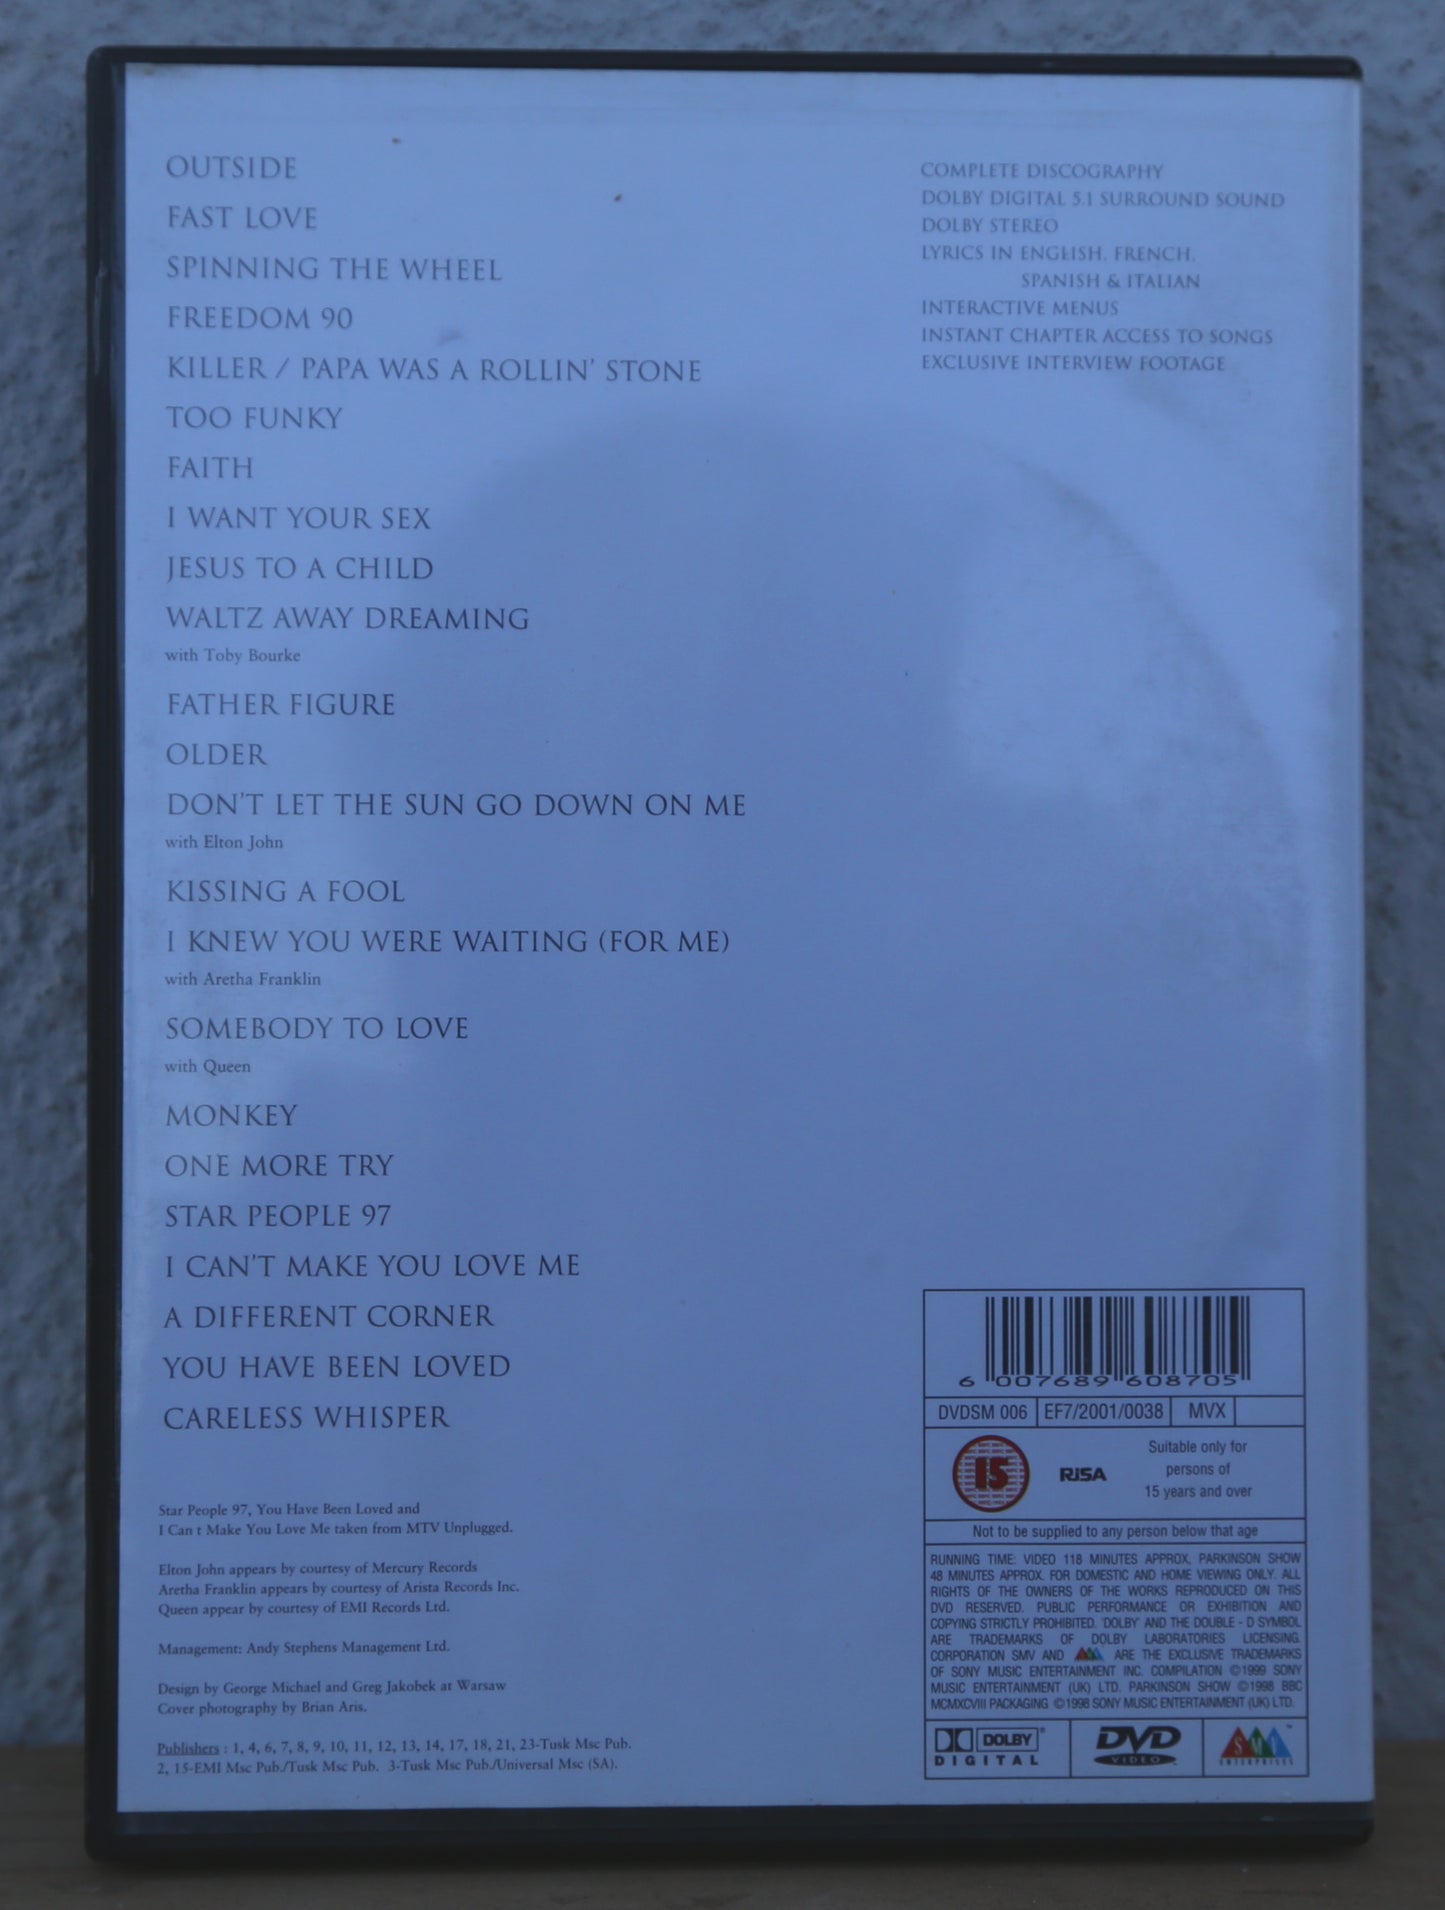 OUTSIDE
FAST LOVE
SPINNING THE WHEEL
FREEDOM 90
KILLER / PAPA WAS A ROLLIN' STONE
TOO FUNKY
FAITH
I WANT YOUR SEX
JESUS TO A CHILD
WALTZ AWAY DREAMING
with Toby Bourke
FATHER FIGURE
OLDER
DON'T LET THE SUN GO DOWN ON ME
with Elton John
KISSING A FOOL
I KNEW YOU WERE WAITING (FOR ME)
with Aretha Franklin
SOMEBODY TO LOVE
with Queen
MONKEY
ONE MORE TRY
STAR PEOPLE 97
I CAN'T MAKE YOU LOVE ME
A DIFFERENT CORNER
YOU HAVE BEEN LOVED
CARELESS WHISPER
Star People 97, You Have Been Loved and
I Can t Make You Love Me taken from MTV Unplugged.
Elton John appears by courtesy of Mercury Records
Aretha Franklin appears by courtesy of Arista Records Inc.
Queen appear by courtesy of EMI Records Ltd.
Management: Andy Stephens Management Ltd.
Design by George Michael and Greg Jakobek at Warsaw
Cover photography by Brian Aris.
Publishers : 1, 4, 6, 7, 8, 9, 10, 11, 12, 13, 14, 17, 18, 21, 23-Tusk Msc Pub.
2, 15-EMI Msc Pub./Tusk Msc Pub. 3-Tusk Msc Pub./Universal Msc (SA).
COMPLETE DISCOGRAPHY
DOLBY DIGITAL 5.1 SURROUND SOUND
DOLBY STEREO
LYRICS IN ENGLISH, FRENCH,
SPANISH & ITALIAN
INTERACTIVE MENUS
INSTANT CHAPTER ACCESS TO SONGS
EXCLUSIVE INTERVIEW FOOTAGE
6 007689 608705
DVDSM 006 EF7/2001/0038 MVX
15
RISA
Suitable only for
persons of
15 years and over
Not to be supplied to any person below that age
RUNNING TIME: VIDEO 118 MINUTES APPROX, PARKINSON SHOW
48 MINUTES APPROX. FOR DOMESTIC AND HOME VIEWING ONLY. ALL
RIGHTS OF THE OWNERS OF THE WORKS REPRODUCED ON THIS
DVD RESERVED. PUBLIC PERFORMANCE OR EXHIBITION AND
COPYING STRICTLY PROHIBITED. 'DOLBY' AND THE DOUBLE - D SYMBOL
ARE TRADEMARKS OF DOLBY LABORATORIES LICENSING
CORPORATION SMV AND ARE THE EXCLUSIVE TRADEMARKS
OF SONY MUSIC ENTERTAINMENT INC. COMPILATION ©1999 SONY
MUSIC ENTERTAINMENT (UK) LTD. PARKINSON SHOW ©1998 BBC
MCMXCVIII PACKAGING ©1998 SONY MUSIC ENTERTAINMENT (UK) LTD.
DOLBY®
DIGITAL
DVD
VIDEO
SMV
ENTERPRISES